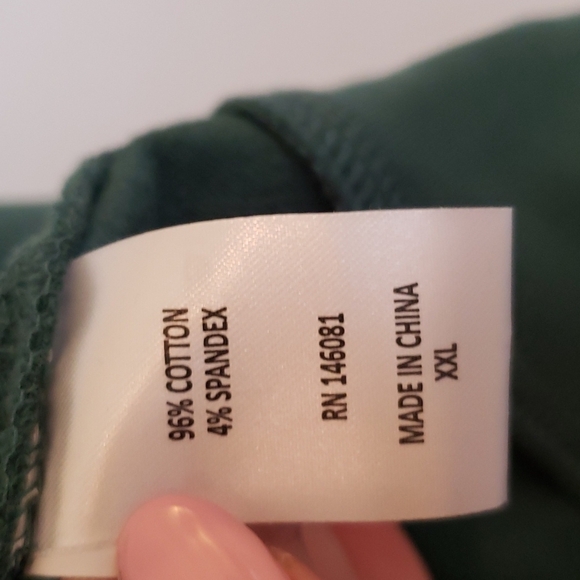 96% COTTON
4% SPANDEX
RN 146081
MADE IN CHINA
XXL